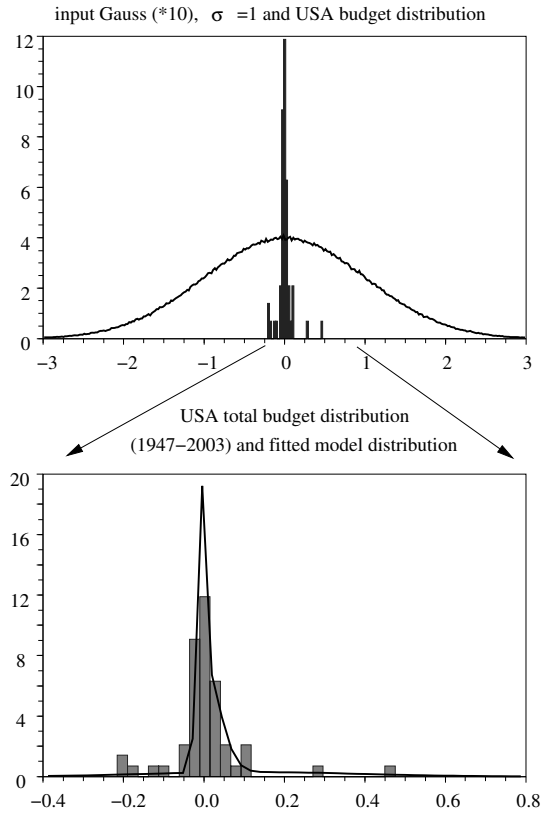 input Gauss (*10), σ =1 and USA budget distribution
12
10
8
6
4
2
0
−3 −2 −1 0 1 2 3
USA total budget distribution
(1947−2003) and fitted model distribution
20
16
12
8
4
0
−0.4 −0.2 0.0 0.2 0.4 0.6 0.8